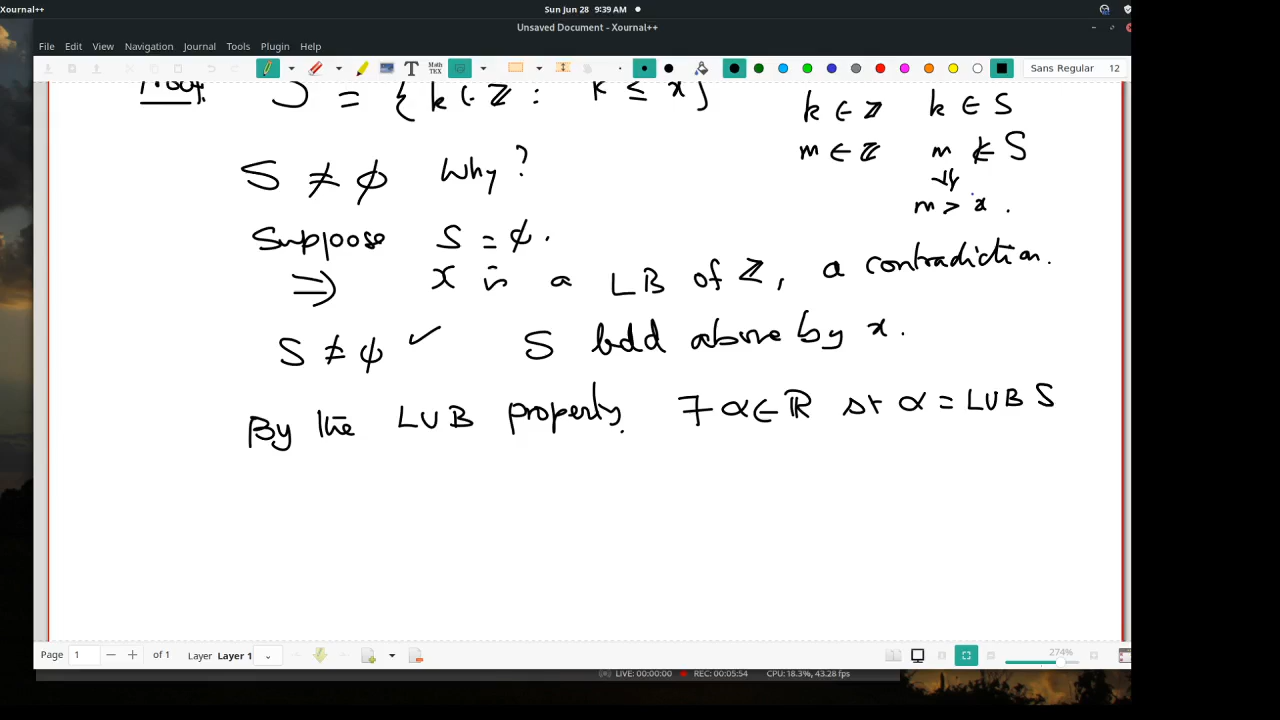 Xournal++
Sun Jun 28 9:39 AM
Unsaved Document - Xournal++
File Edit View Navigation Journal Tools Plugin Help
Sans Regular 12
Proof:
S = {k ∈ ℤ : k ≤ x}
k ∈ ℤ k ∈ S
m ∈ ℤ m ∉ S
⇓
m > x .
S ≠ ϕ Why ?
Suppose S = ϕ.
⇒ x is a LB of ℤ, a contradiction.
S ≠ ϕ ✓ S bdd above by x .
By the LUB property, ∃ α ∈ ℝ st α = LUB S
Page 1 of 1 Layer Layer 1 274%
LIVE: 00:00:00 REC: 00:05:54 CPU: 18.3%, 43.28 fps